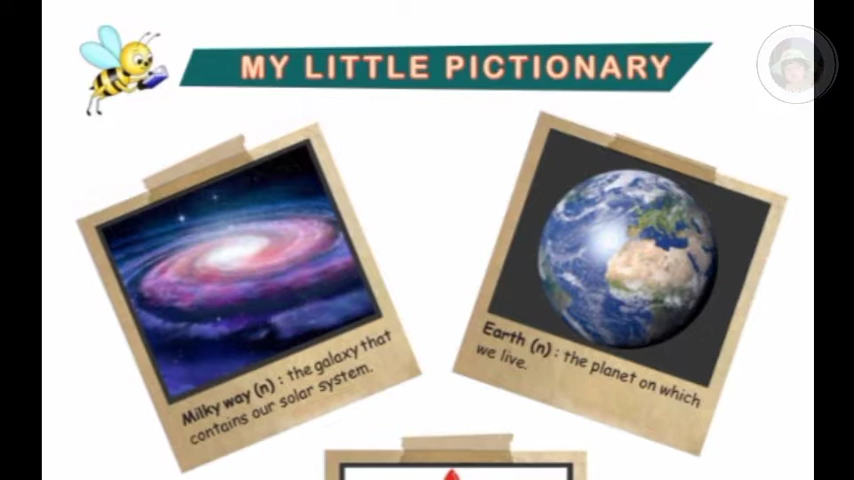 MY LITTLE PICTIONARY
Milky way (n) : the galaxy that
contains our solar system.
Earth (n) : the planet on which
we live.